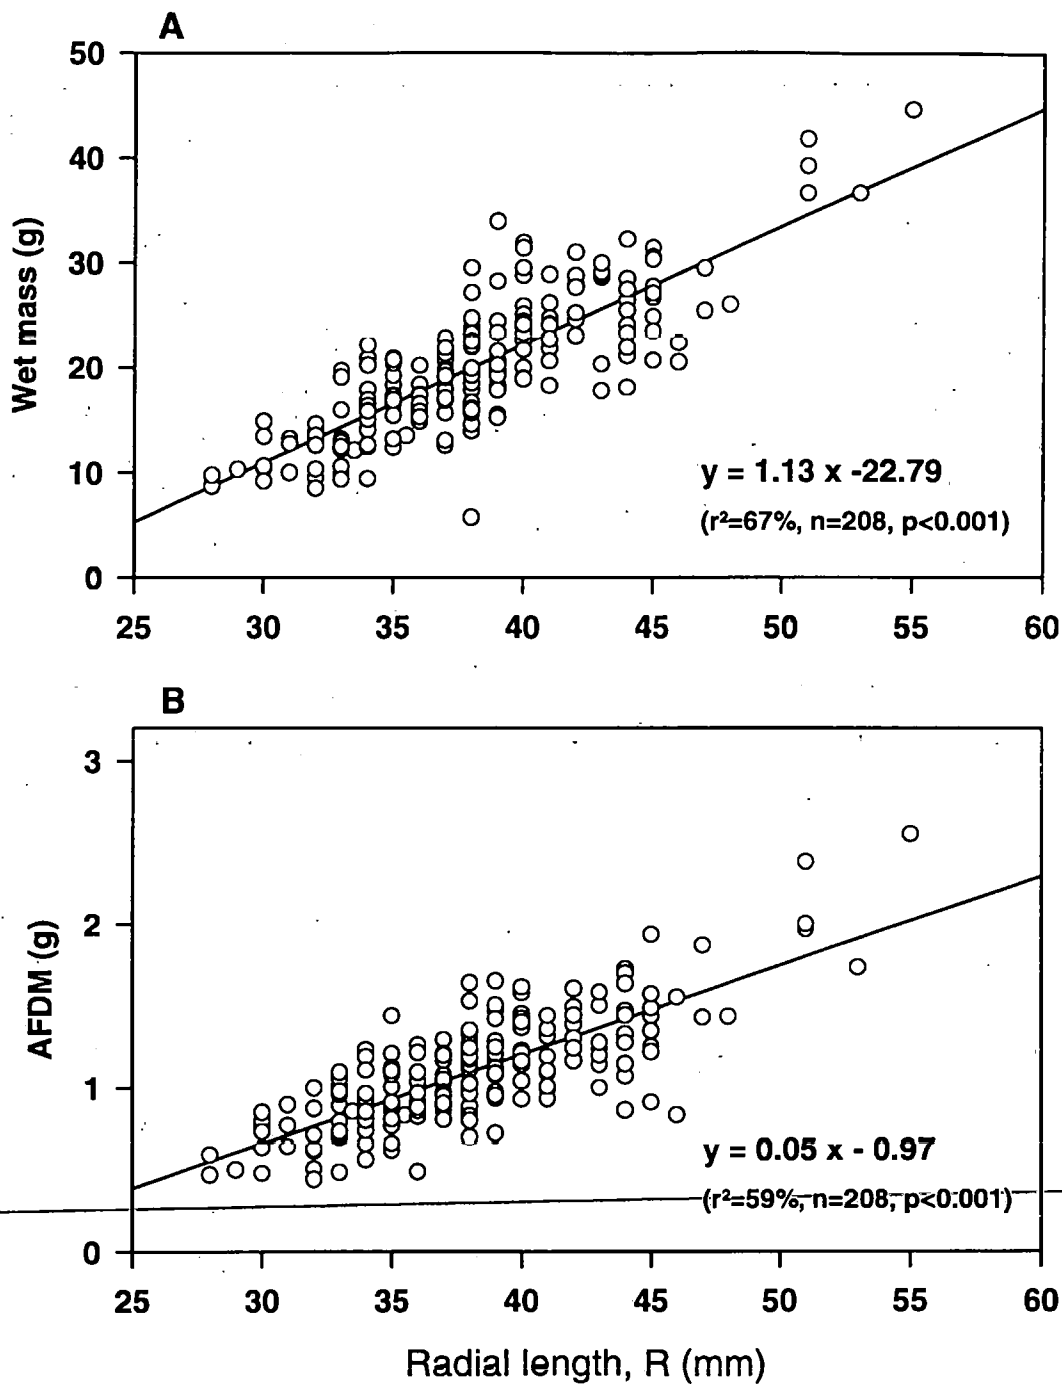 A
50
40
30
20
10
0
Wet mass (g)
y = 1.13 x -22.79
(r²=67%, n=208, p<0.001)
25 30 35 40 45 50 55 60
B
3
2
1
0
AFDM (g)
y = 0.05 x - 0.97
(r²=59%, n=208, p<0.001)
25 30 35 40 45 50 55 60
Radial length, R (mm)